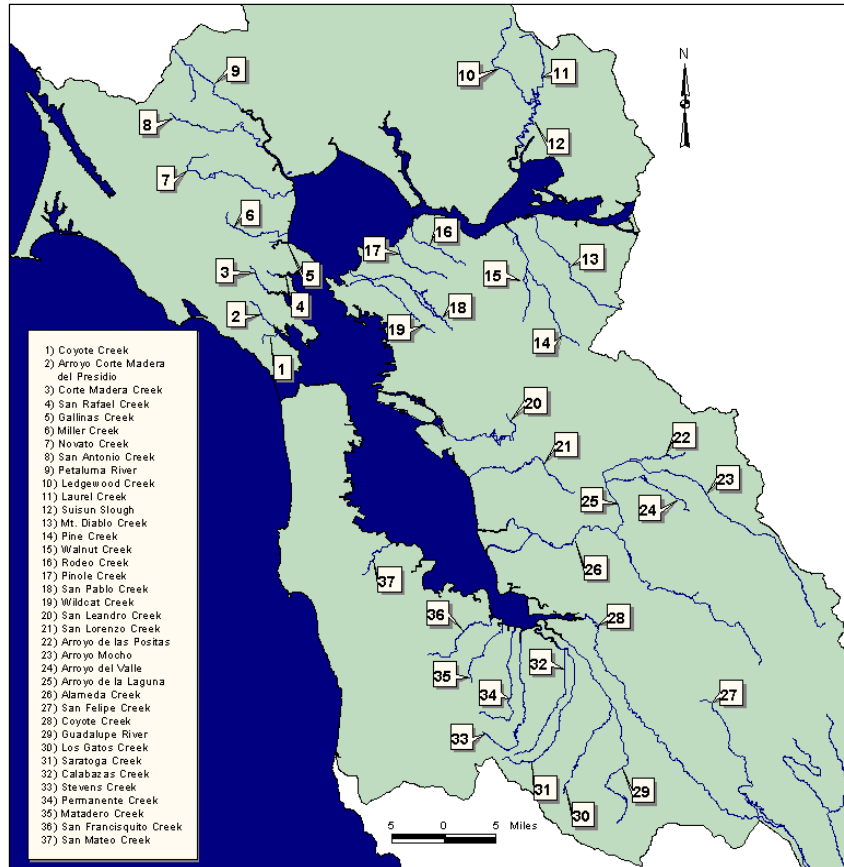 9
10
11
8
12
7
6
16
17
3
5
13
15
4
18
2
19
14
1
20
21
22
23
25
24
26
37
36
28
32
35
34
27
33
31
30
29
N
1) Coyote Creek
2) Arroyo Corte Madera
del Presidio
3) Corte Madera Creek
4) San Rafael Creek
5) Gallinas Creek
6) Miller Creek
7) Novato Creek
8) San Antonio Creek
9) Petaluma River
10) Ledgewood Creek
11) Laurel Creek
12) Suisun Slough
13) Mt. Diablo Creek
14) Pine Creek
15) Walnut Creek
16) Rodeo Creek
17) Pinole Creek
18) San Pablo Creek
19) Wildcat Creek
20) San Leandro Creek
21) San Lorenzo Creek
22) Arroyo de las Positas
23) Arroyo Mocho
24) Arroyo del Valle
25) Arroyo de la Laguna
26) Alameda Creek
27) San Felipe Creek
28) Coyote Creek
29) Guadalupe River
30) Los Gatos Creek
31) Saratoga Creek
32) Calabazas Creek
33) Stevens Creek
34) Permanente Creek
35) Matadero Creek
36) San Francisquito Creek
37) San Mateo Creek
5 0 5 Miles